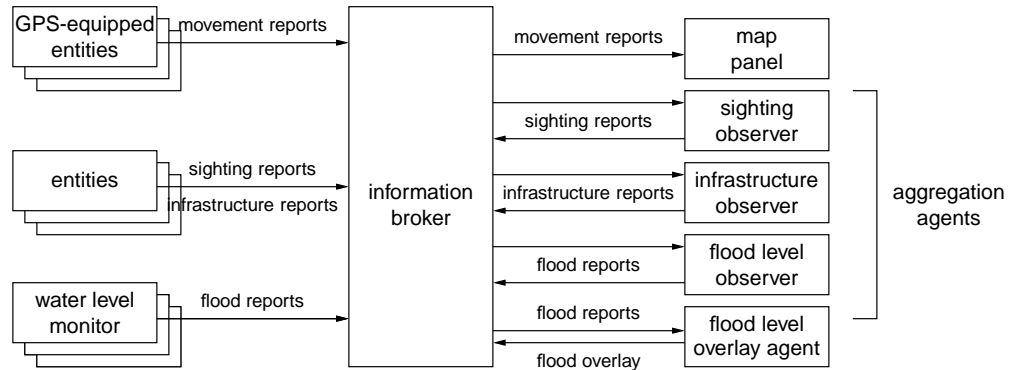 GPS-equipped
entities
movement reports
entities
sighting reports
infrastructure reports
water level
monitor
flood reports
information
broker
movement reports
map
panel
sighting reports
sighting
observer
infrastructure reports
infrastructure
observer
flood reports
flood level
observer
flood reports
flood overlay
flood level
overlay agent
aggregation
agents